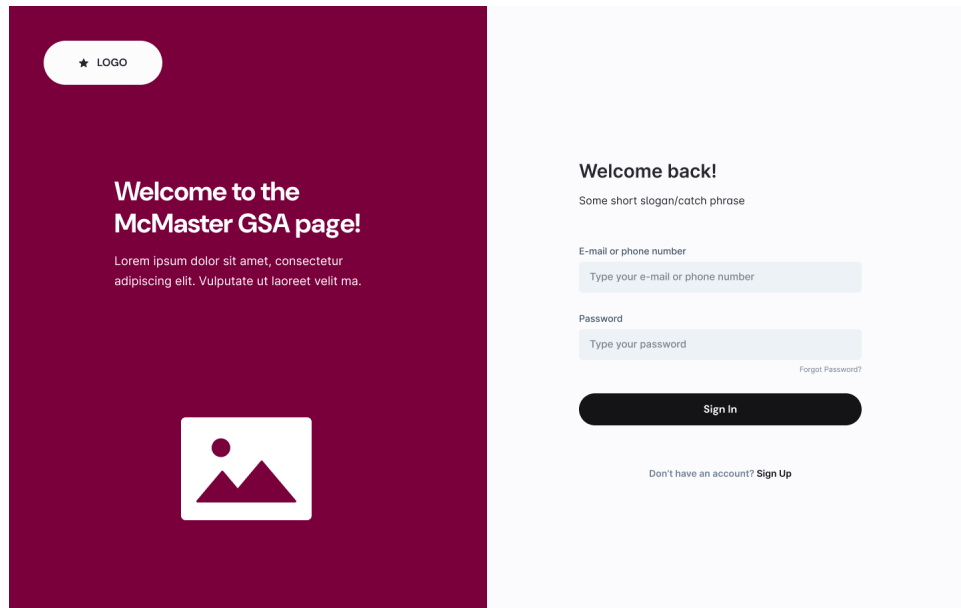 LOGO
Welcome to the
McMaster GSA page!
Lorem ipsum dolor sit amet, consectetur
adipiscing elit. Vulputate ut laoreet velit ma.
Welcome back!
Some short slogan/catch phrase
E-mail or phone number
Type your e-mail or phone number
Password
Type your password
Forgot Password?
Sign In
Don't have an account? Sign Up